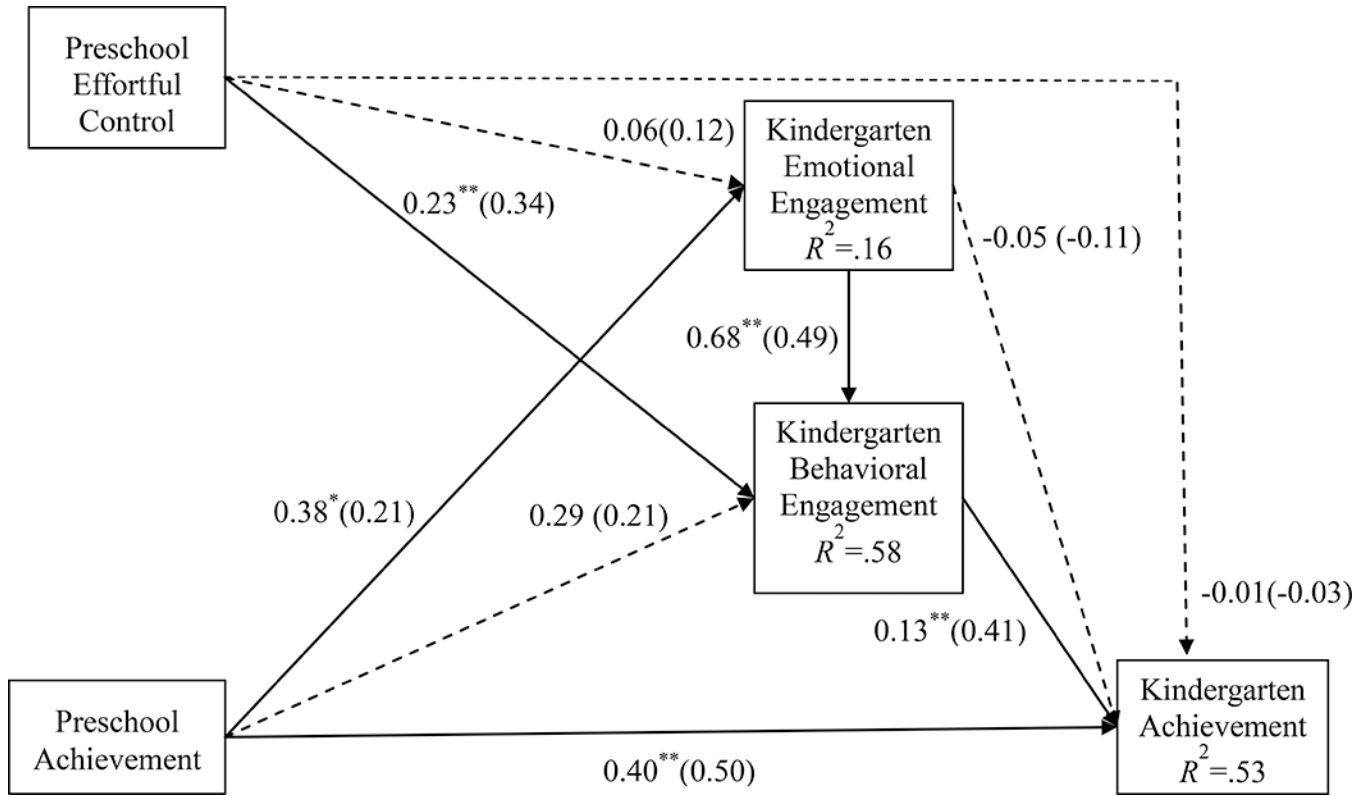 Preschool
Effortful
Control
0.06(0.12)
Kindergarten
Emotional
Engagement
R²=.16
0.23**(0.34)
-0.05 (-0.11)
0.68**(0.49)
Kindergarten
Behavioral
Engagement
R²=.58
0.38*(0.21)
0.29 (0.21)
-0.01(-0.03)
0.13**(0.41)
Preschool
Achievement
Kindergarten
Achievement
R²=.53
0.40**(0.50)